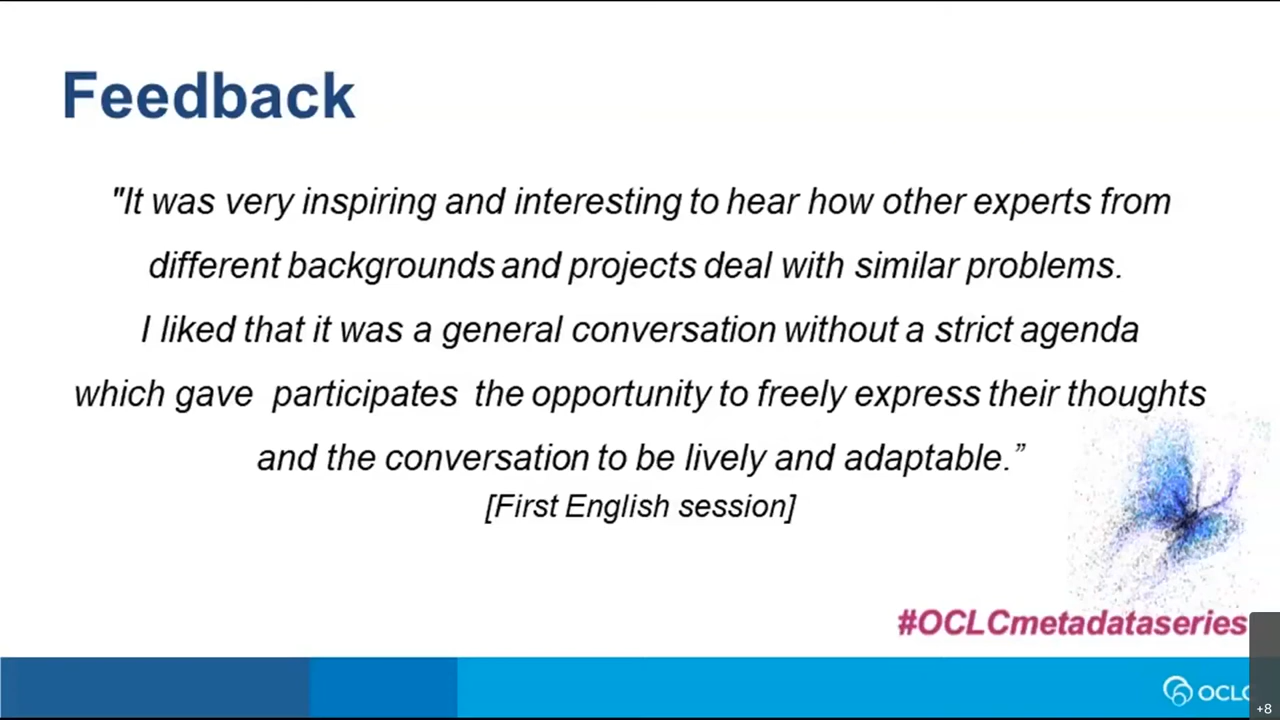 Feedback
"It was very inspiring and interesting to hear how other experts from
different backgrounds and projects deal with similar problems.
I liked that it was a general conversation without a strict agenda
which gave participates the opportunity to freely express their thoughts
and the conversation to be lively and adaptable.”
[First English session]
#OCLCmetadataseries
OCLC
+8